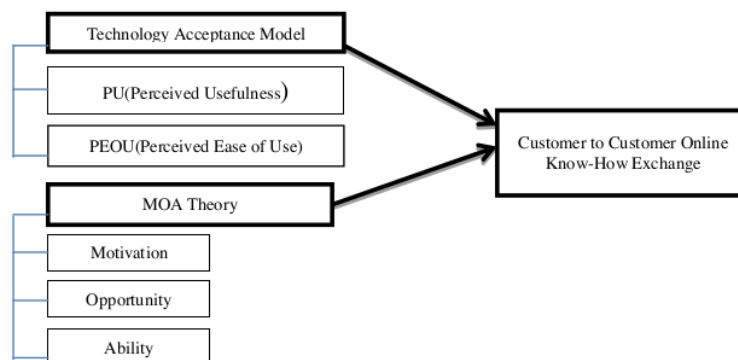 Technology Acceptance Model
PU(Perceived Usefulness)
PEOU(Perceived Ease of Use)
Customer to Customer Online
Know-How Exchange
MOA Theory
Motivation
Opportunity
Ability